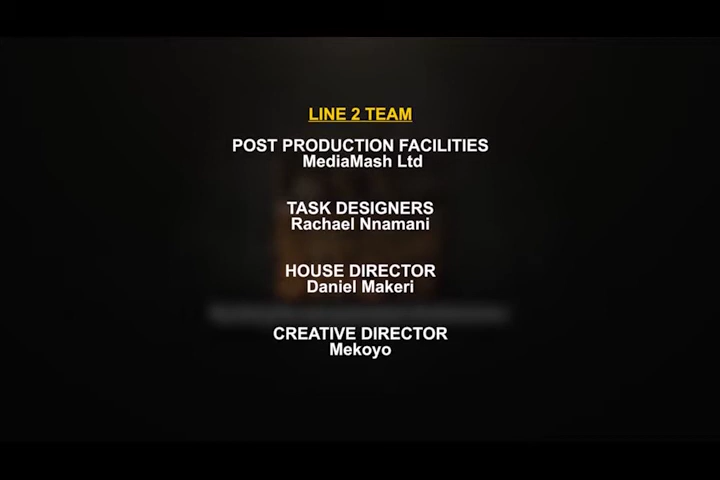 LINE 2 TEAM
POST PRODUCTION FACILITIES
MediaMash Ltd
TASK DESIGNERS
Rachael Nnamani
HOUSE DIRECTOR
Daniel Makeri
CREATIVE DIRECTOR
Mekoyo